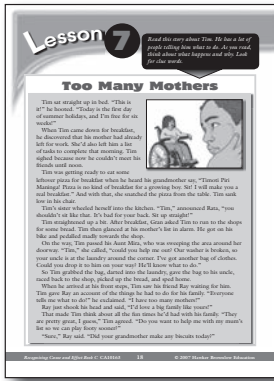 Lesson 7
Read this story about Tim. He has a lot of
people telling him what to do. As you read,
think about what happens and why. Look
for clue words.
Too Many Mothers
Tim sat straight up in bed. "This is
it!" he hooted. "Today is the first day
of summer holidays, and I'm free for six
weeks!"
When Tim came down for breakfast,
he discovered that his mother had already
left for work. She'd also left him a list
of tasks to complete that morning. Tim
sighed because now he couldn't meet his
friends until noon.
Tim was getting ready to eat some
leftover pizza for breakfast when he heard his grandmother say, "Timoti Piri
Maningi! Pizza is no kind of breakfast for a growing boy. Sit! I will make you a
real breakfast." And with that, she snatched the pizza from the table. Tim sunk
low in his chair.
Tim's sister wheeled herself into the kitchen. "Tim," announced Rata, "you
shouldn't sit like that. It's bad for your back. Sit up straight!"
Tim straightened up a bit. After breakfast, Gran asked Tim to run to the shops
for some bread. Tim then glanced at his mother's list in alarm. He got on his
bike and pedalled madly towards the shop.
On the way, Tim passed his Aunt Mira, who was sweeping the area around her
doorway. "Tim," she called, "could you help me out? Our washer is broken, so
your uncle is at the laundry around the corner. I've got another bag of clothes.
Could you drop it to him on your way? He'll know what to do."
So Tim grabbed the bag, darted into the laundry, gave the bag to his uncle,
raced back to the shop, picked up the bread, and sped home.
When he arrived at his front steps, Tim saw his friend Ray waiting for him.
Tim gave Ray an account of the things he had to do for his family. "Everyone
tells me what to do!" he exclaimed. "I have too many mothers!"
Ray just shook his head and said, "I'd love a big family like yours!"
That made Tim think about all the fun times he'd had with his family. "They
are pretty great, I guess," Tim agreed. "Do you want to help me with my mum's
list so we can play footy sooner?"
"Sure," Ray said. "Did your grandmother make any biscuits today?"
Recognising Cause and Effect Book C CA10165
18
© 2007 Hawker Brownlow Education